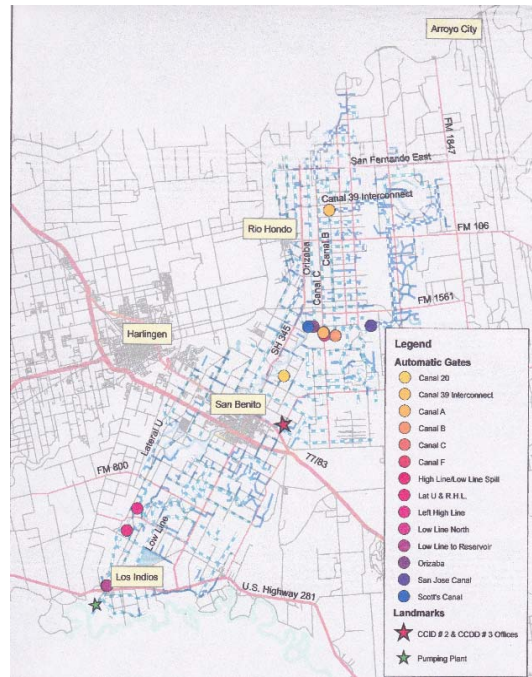 Arroyo City
FM 1847
San Fernando East
Canal 39 Interconnect
Rio Hondo
FM 106
Orizaba
Canal C
Canal B
FM 1561
Harlingen
SH 345
San Benito
Lateral U
77/83
FM 800
Low Line
Los Indios
U.S. Highway 281
Legend
Automatic Gates
Canal 20
Canal 39 Interconnect
Canal A
Canal B
Canal C
Canal F
High Line/Low Line Spill
Lat U & R.H.L.
Left High Line
Low Line North
Low Line to Reservoir
Orizaba
San Jose Canal
Scott's Canal
Landmarks
CCID # 2 & CCDD # 3 Offices
Pumping Plant